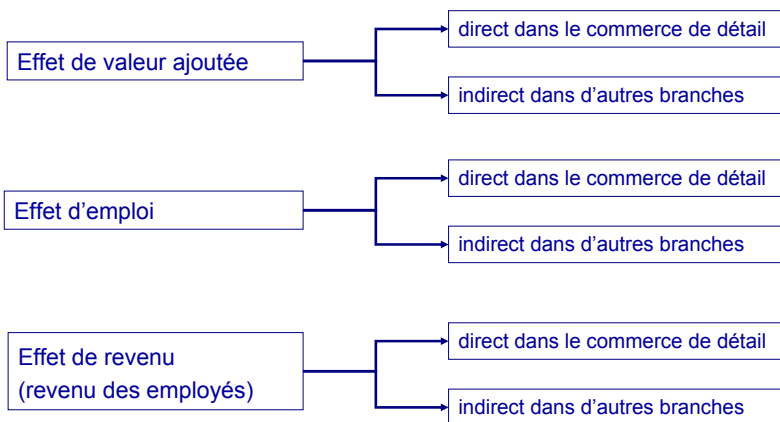 direct dans le commerce de détail
Effet de valeur ajoutée
indirect dans d’autres branches
direct dans le commerce de détail
Effet d’emploi
indirect dans d’autres branches
direct dans le commerce de détail
Effet de revenu
(revenu des employés)
indirect dans d’autres branches